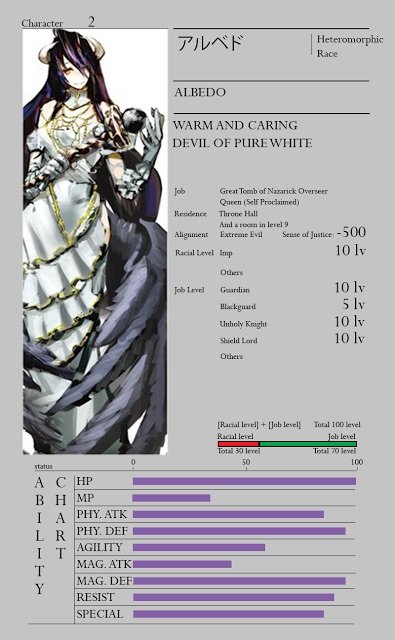 Character 2
アルベド
Heteromorphic
Race
ALBEDO
WARM AND CARING
DEVIL OF PURE WHITE
Job Great Tomb of Nazarick Overseer
Queen (Self Proclaimed)
Residence Throne Hall
And a room in level 9
Alignment Extreme Evil Sense of Justice: -500
Racial Level Imp 10 lv
Others
Job Level Guardian 10 lv
Blackguard 5 lv
Unholy Knight 10 lv
Shield Lord 10 lv
Others
[Racial level] + [Job level] Total 100 level
Racial level Job level
Total 30 level Total 70 level
status 0 50 100
ABILITY
CHART
HP
MP
PHY. ATK
PHY. DEF
AGILITY
MAG. ATK
MAG. DEF
RESIST
SPECIAL